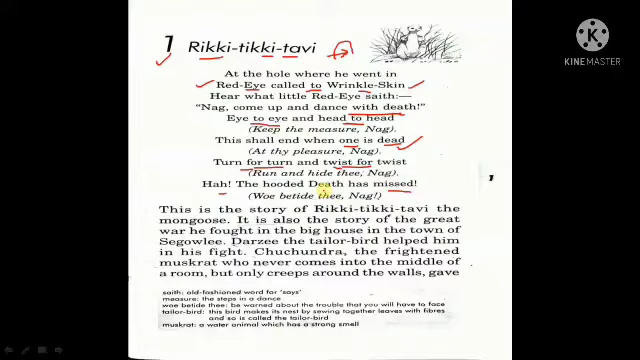 1 Rikki-tikki-tavi
At the hole where he went in
Red-Eye called to Wrinkle-Skin
Hear what little Red-Eye saith:—
"Nag, come up and dance with death!"
Eye to eye and head to head
(Keep the measure, Nag).
This shall end when one is dead
(At thy pleasure, Nag).
Turn for turn and twist for twist
(Run and hide thee, Nag).
Hah! The hooded Death has missed!
(Woe betide thee, Nag!)
This is the story of Rikki-tikki-tavi the
mongoose. It is also the story of the great
war he fought in the big house in the town of
Segowlee. Darzee the tailor-bird helped him
in his fight. Chuchundra, the frightened
muskrat who never comes into the middle of
a room, but only creeps around the walls, gave
saith: old-fashioned word for 'says'
measure: the steps in a dance
woe betide thee: be warned about the trouble that you will have to face
tailor-bird: this bird makes its nest by sewing together leaves with fibres
and so is called the tailor-bird
muskrat: a water animal which has a strong smell
KINEMASTER